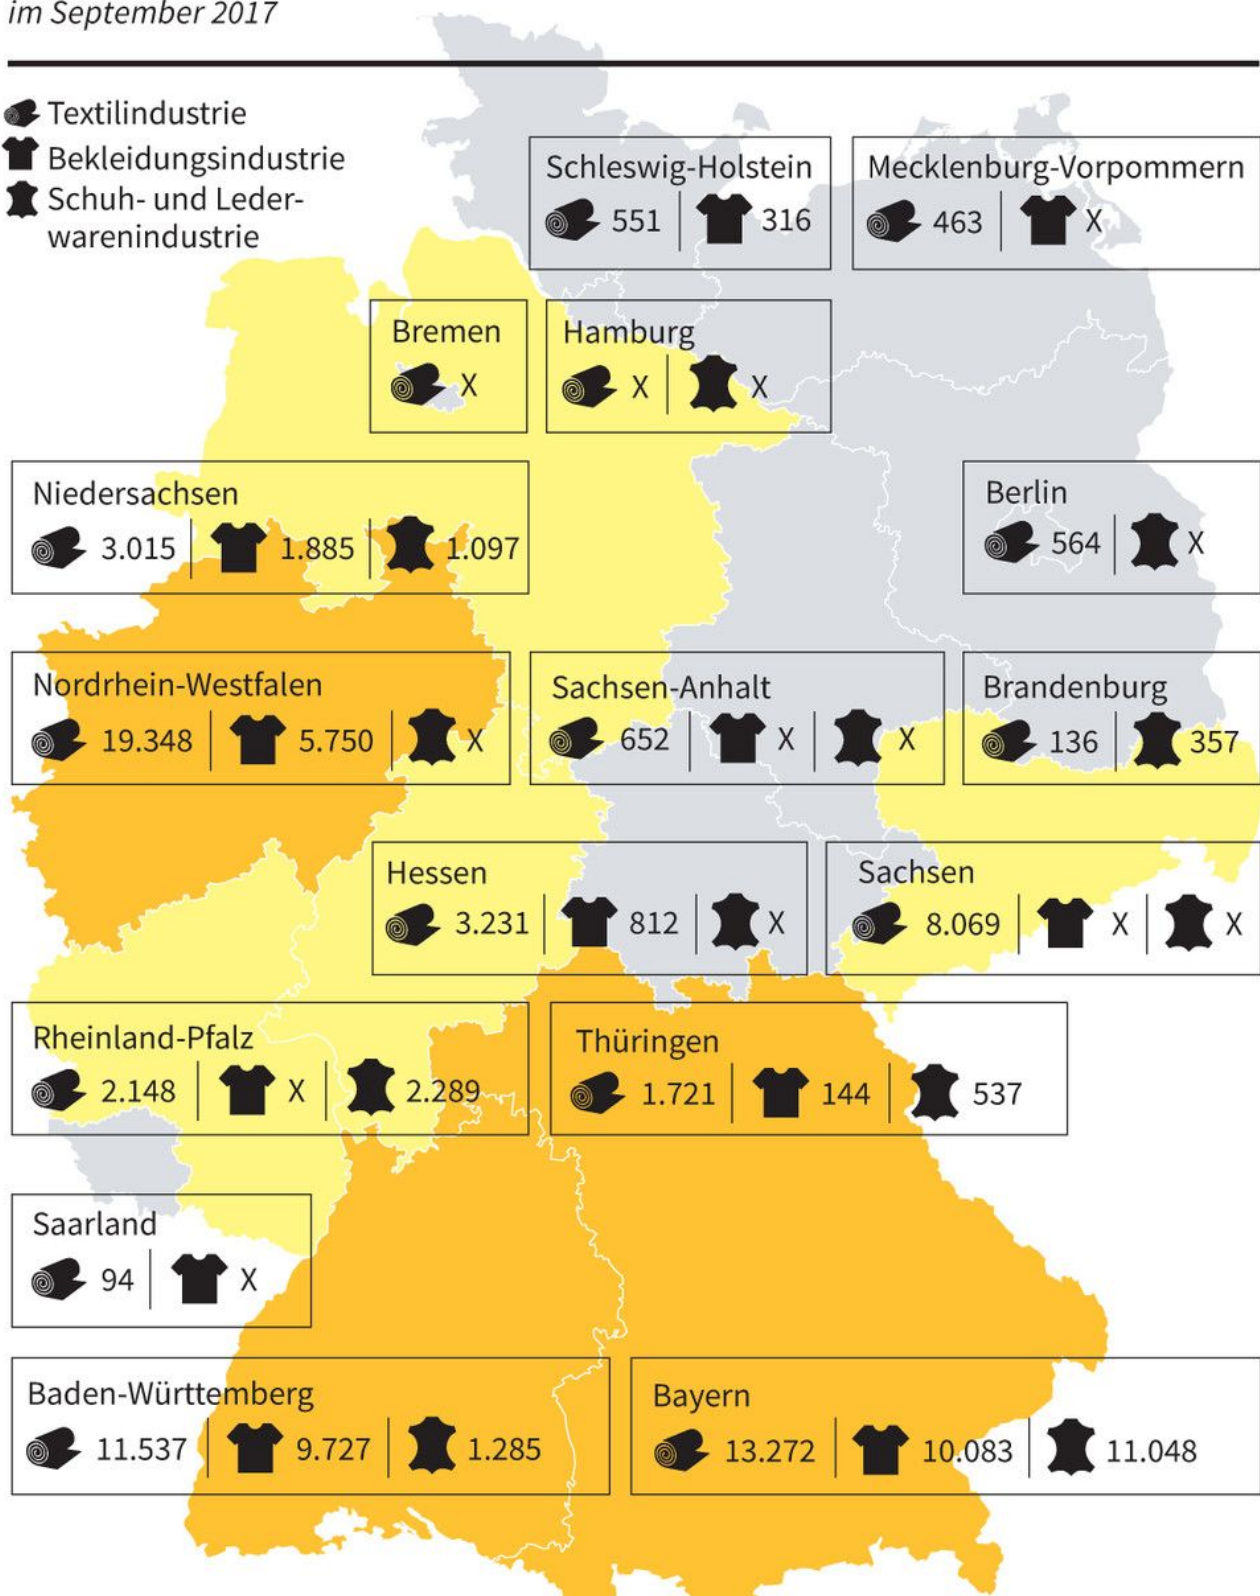 im September 2017
Textilindustrie
Bekleidungsindustrie
Schuh- und Leder-
warenindustrie
Schleswig-Holstein
551 316
Mecklenburg-Vorpommern
463 X
Bremen
X
Hamburg
X X
Niedersachsen
3.015 1.885 1.097
Berlin
564 X
Nordrhein-Westfalen
19.348 5.750 X
Sachsen-Anhalt
652 X X
Brandenburg
136 357
Hessen
3.231 812 X
Sachsen
8.069 X X
Rheinland-Pfalz
2.148 X 2.289
Thüringen
1.721 144 537
Saarland
94 X
Baden-Württemberg
11.537 9.727 1.285
Bayern
13.272 10.083 11.048